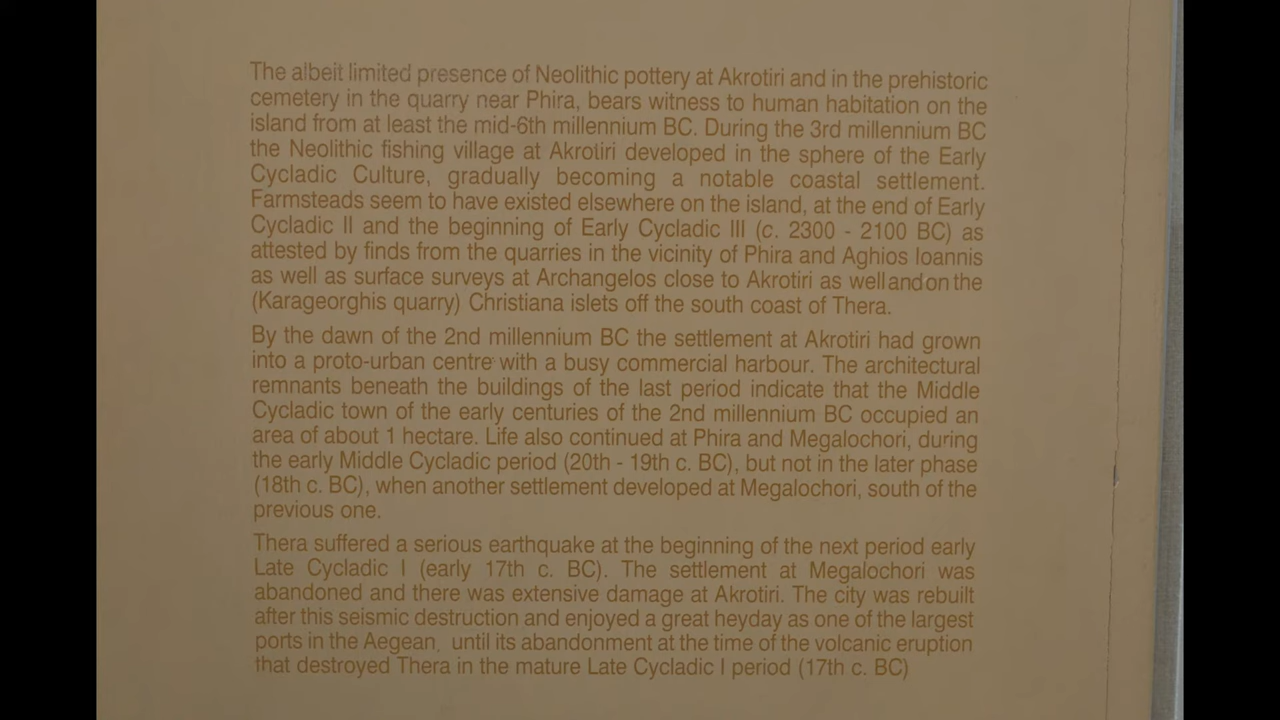 The albeit limited presence of Neolithic pottery at Akrotiri and in the prehistoric
cemetery in the quarry near Phira, bears witness to human habitation on the
island from at least the mid-6th millennium BC. During the 3rd millennium BC
the Neolithic fishing village at Akrotiri developed in the sphere of the Early
Cycladic Culture, gradually becoming a notable coastal settlement.
Farmsteads seem to have existed elsewhere on the island, at the end of Early
Cycladic II and the beginning of Early Cycladic III (c. 2300 - 2100 BC) as
attested by finds from the quarries in the vicinity of Phira and Aghios Ioannis
as well as surface surveys at Archangelos close to Akrotiri as well and on the
(Karageorghis quarry) Christiana islets off the south coast of Thera.
By the dawn of the 2nd millennium BC the settlement at Akrotiri had grown
into a proto-urban centre with a busy commercial harbour. The architectural
remnants beneath the buildings of the last period indicate that the Middle
Cycladic town of the early centuries of the 2nd millennium BC occupied an
area of about 1 hectare. Life also continued at Phira and Megalochori, during
the early Middle Cycladic period (20th - 19th c. BC), but not in the later phase
(18th c. BC), when another settlement developed at Megalochori, south of the
previous one.
Thera suffered a serious earthquake at the beginning of the next period early
Late Cycladic I (early 17th c. BC). The settlement at Megalochori was
abandoned and there was extensive damage at Akrotiri. The city was rebuilt
after this seismic destruction and enjoyed a great heyday as one of the largest
ports in the Aegean, until its abandonment at the time of the volcanic eruption
that destroyed Thera in the mature Late Cycladic I period (17th c. BC)